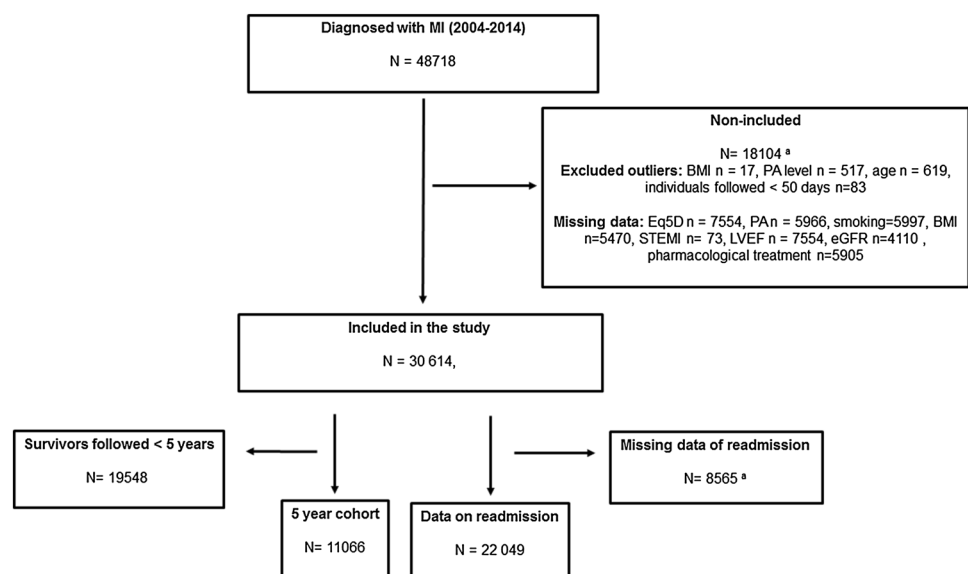 Diagnosed with MI (2004-2014)
N = 48718
Non-included
N= 18104 ª
Excluded outliers: BMI n = 17, PA level n = 517, age n = 619,
individuals followed < 50 days n=83
Missing data: Eq5D n = 7554, PA n = 5966, smoking=5997, BMI
n=5470, STEMI n= 73, LVEF n = 7554, eGFR n=4110 ,
pharmacological treatment n=5905
Included in the study
N = 30 614,
Survivors followed < 5 years
N= 19548
Missing data of readmission
N= 8565 ª
5 year cohort
N= 11066
Data on readmission
N = 22 049